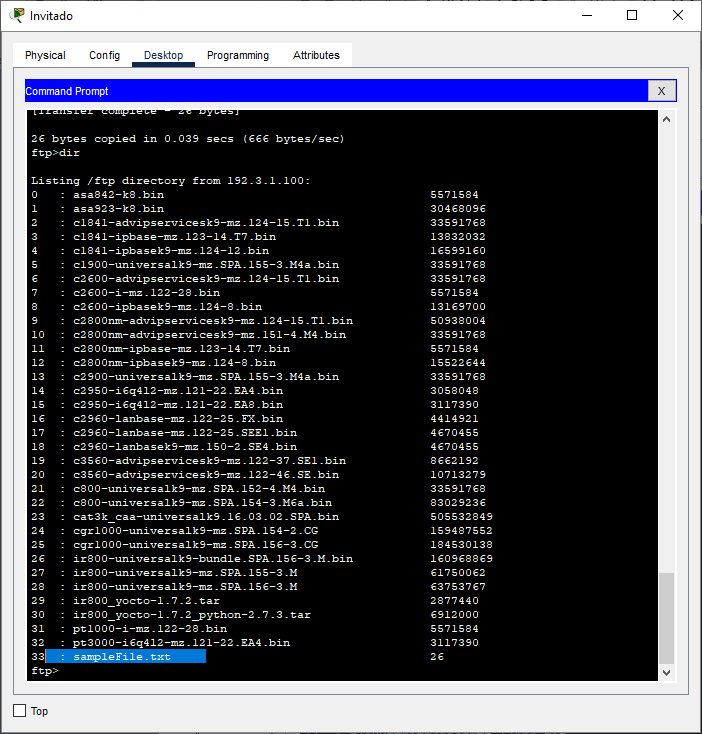 Invitado
Physical Config Desktop Programming Attributes
Command Prompt X
[Transfer complete - 26 bytes]
26 bytes copied in 0.039 secs (666 bytes/sec)
ftp>dir
Listing /ftp directory from 192.3.1.100:
0 : asa842-k8.bin 5571584
1 : asa923-k8.bin 30468096
2 : c1841-advipservicesk9-mz.124-15.T1.bin 33591768
3 : c1841-ipbase-mz.123-14.T7.bin 13832032
4 : c1841-ipbasek9-mz.124-12.bin 16599160
5 : c1900-universalk9-mz.SPA.155-3.M4a.bin 33591768
6 : c2600-advipservicesk9-mz.124-15.T1.bin 33591768
7 : c2600-i-mz.122-28.bin 5571584
8 : c2600-ipbasek9-mz.124-8.bin 13169700
9 : c2800nm-advipservicesk9-mz.124-15.T1.bin 50938004
10 : c2800nm-advipservicesk9-mz.151-4.M4.bin 33591768
11 : c2800nm-ipbase-mz.123-14.T7.bin 5571584
12 : c2800nm-ipbasek9-mz.124-8.bin 15522644
13 : c2900-universalk9-mz.SPA.155-3.M4a.bin 33591768
14 : c2950-i6q4l2-mz.121-22.EA4.bin 3058048
15 : c2950-i6q4l2-mz.121-22.EA8.bin 3117390
16 : c2960-lanbase-mz.122-25.FX.bin 4414921
17 : c2960-lanbase-mz.122-25.SEE1.bin 4670455
18 : c2960-lanbasek9-mz.150-2.SE4.bin 4670455
19 : c3560-advipservicesk9-mz.122-37.SE1.bin 8662192
20 : c3560-advipservicesk9-mz.122-46.SE.bin 10713279
21 : c800-universalk9-mz.SPA.152-4.M4.bin 33591768
22 : c800-universalk9-mz.SPA.154-3.M6a.bin 83029236
23 : cat3k_caa-universalk9.16.03.02.SPA.bin 505532849
24 : cgr1000-universalk9-mz.SPA.154-2.CG 159487552
25 : cgr1000-universalk9-mz.SPA.156-3.CG 184530138
26 : ir800-universalk9-bundle.SPA.156-3.M.bin 160968869
27 : ir800-universalk9-mz.SPA.155-3.M 61750062
28 : ir800-universalk9-mz.SPA.156-3.M 63753767
29 : ir800_yocto-1.7.2.tar 2877440
30 : ir800_yocto-1.7.2_python-2.7.3.tar 6912000
31 : pt1000-i-mz.122-28.bin 5571584
32 : pt3000-i6q4l2-mz.121-22.EA4.bin 3117390
33 : sampleFile.txt 26
ftp>
Top